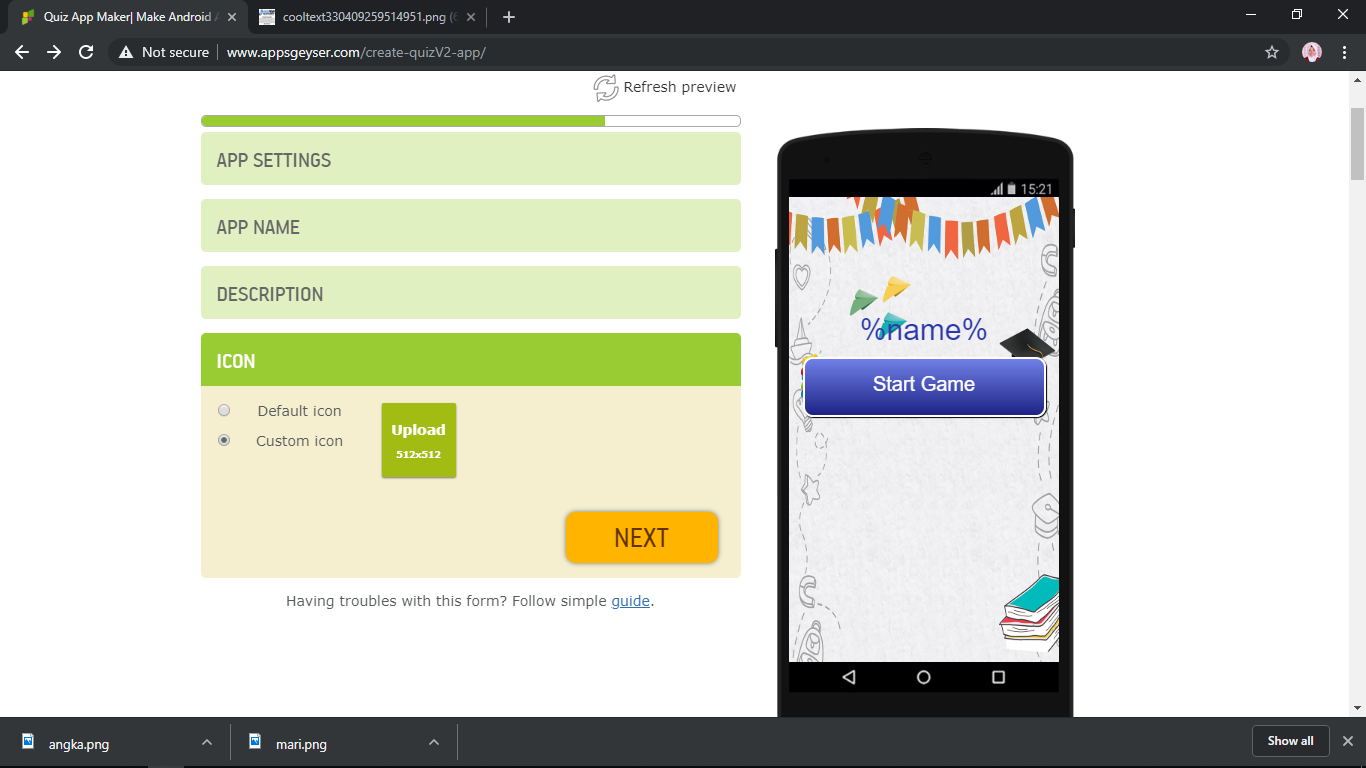 Quiz App Maker| Make Android A
cooltext330409259514951.png (6
Not secure
www.appsgeyser.com/create-quizV2-app/
Refresh preview
APP SETTINGS
APP NAME
DESCRIPTION
ICON
Default icon
Custom icon
Upload
512x512
NEXT
Having troubles with this form? Follow simple guide.
15:21
%name%
Start Game
angka.png
mari.png
Show all